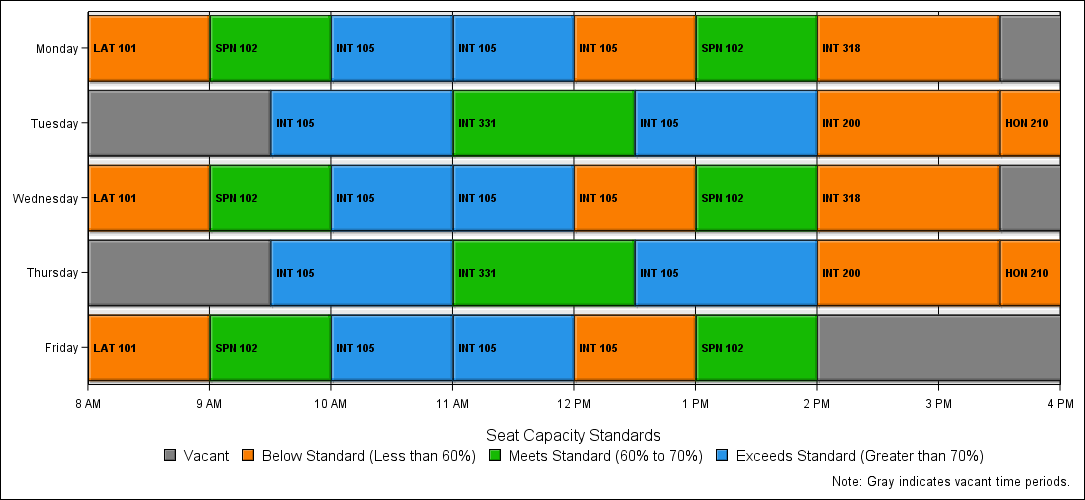 Monday LAT 101 SPN 102 INT 105 INT 105 INT 105 SPN 102 INT 318
Tuesday INT 105 INT 331 INT 105 INT 200 HON 210
Wednesday LAT 101 SPN 102 INT 105 INT 105 INT 105 SPN 102 INT 318
Thursday INT 105 INT 331 INT 105 INT 200 HON 210
Friday LAT 101 SPN 102 INT 105 INT 105 INT 105 SPN 102
8 AM 9 AM 10 AM 11 AM 12 PM 1 PM 2 PM 3 PM 4 PM
Seat Capacity Standards
Vacant Below Standard (Less than 60%) Meets Standard (60% to 70%) Exceeds Standard (Greater than 70%)
Note: Gray indicates vacant time periods.